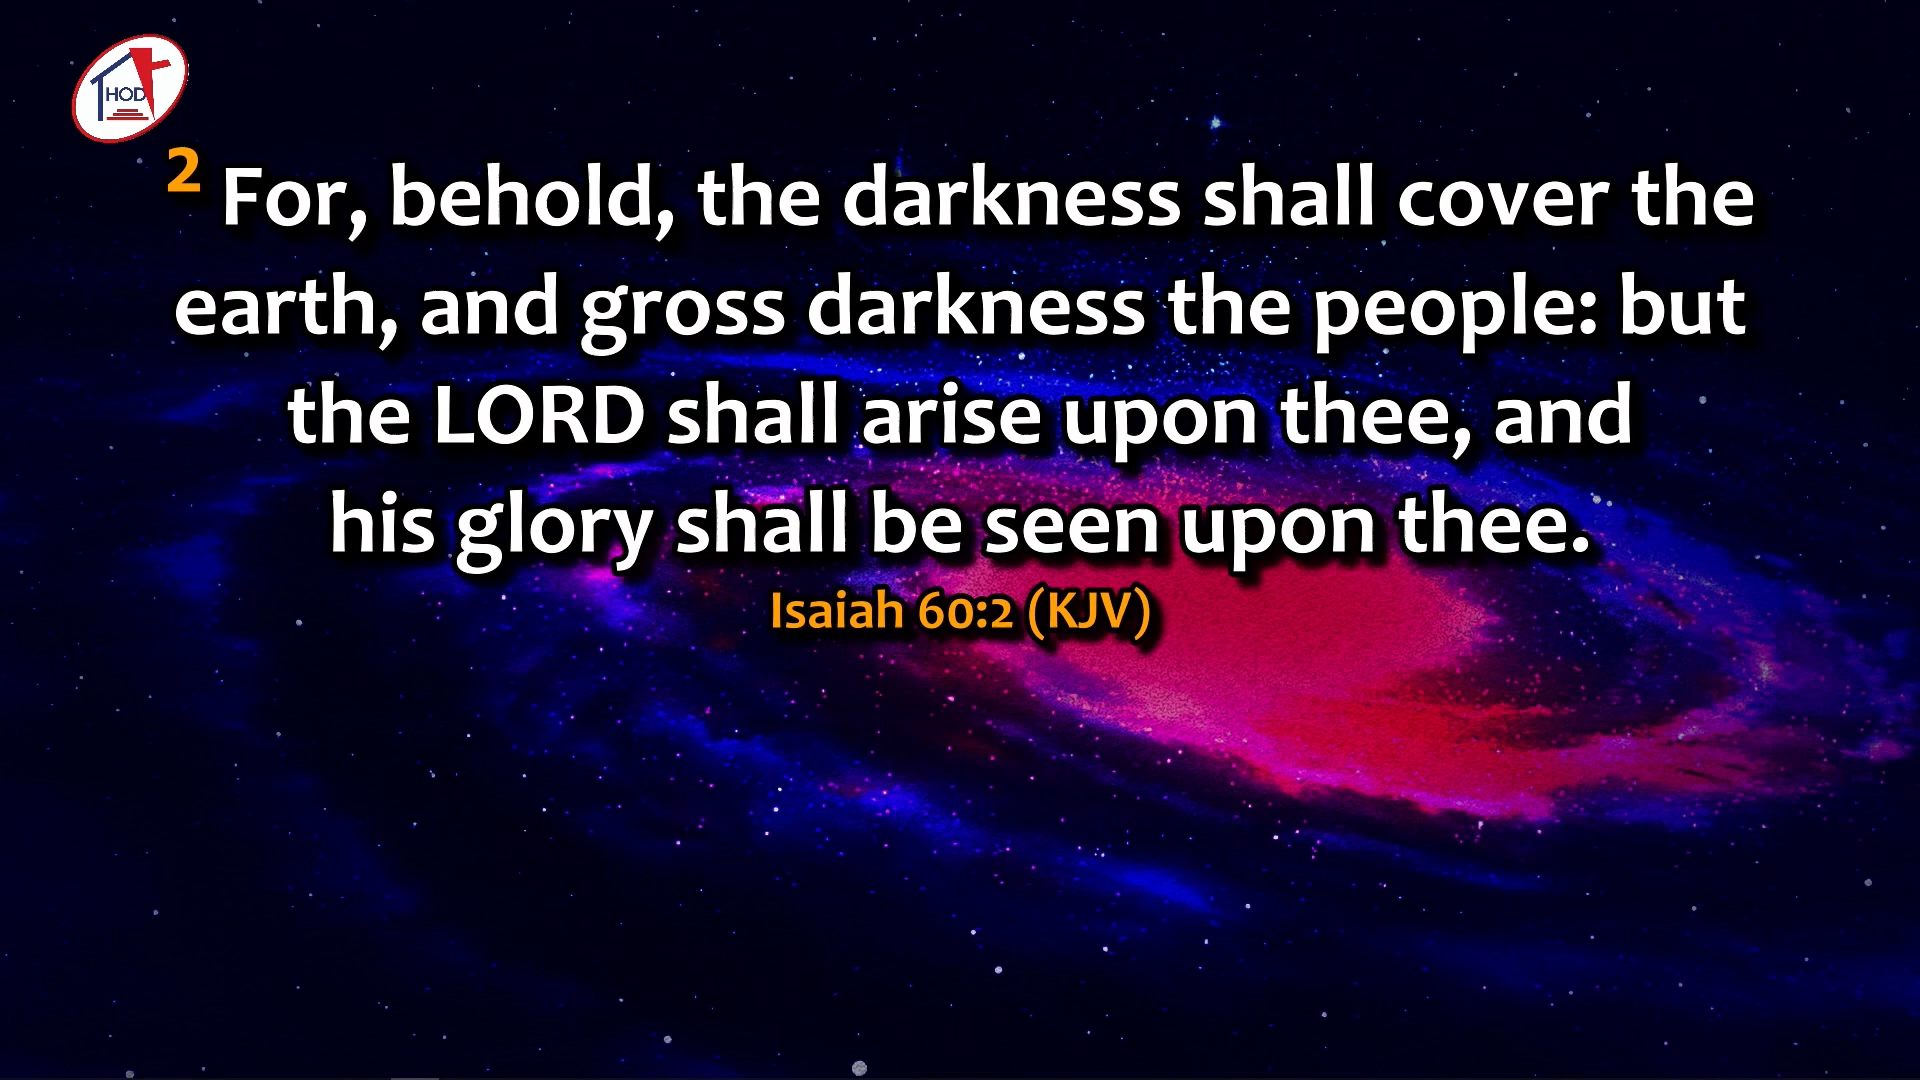 HOD
2 For, behold, the darkness shall cover the
earth, and gross darkness the people: but
the LORD shall arise upon thee, and
his glory shall be seen upon thee.
Isaiah 60:2 (KJV)